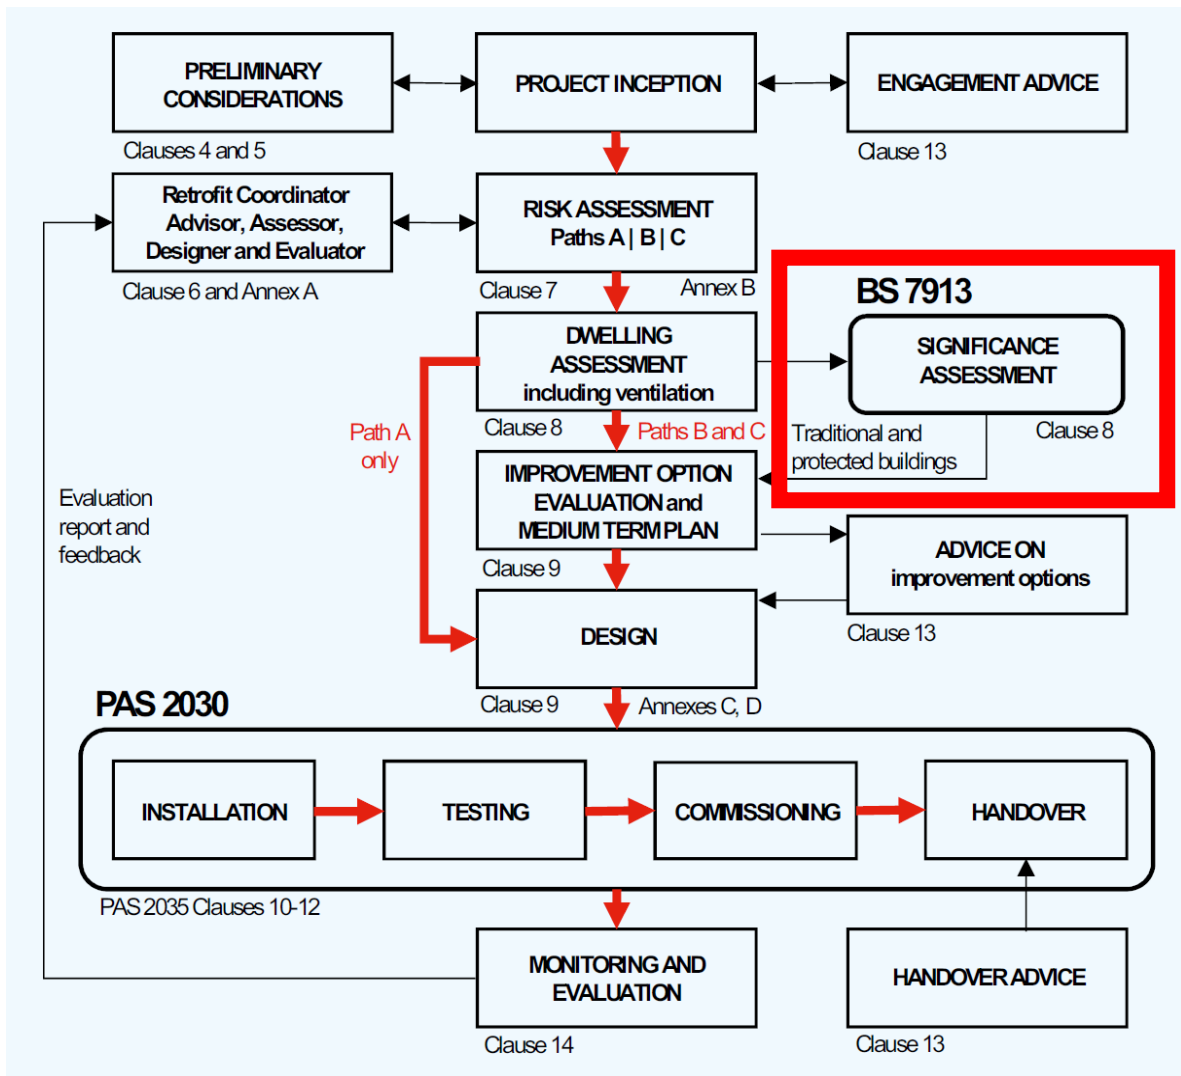 PRELIMINARY
CONSIDERATIONS
PROJECT INCEPTION
ENGAGEMENT ADVICE
Clauses 4 and 5
Clause 13
Retrofit Coordinator
Advisor, Assessor,
Designer and Evaluator
RISK ASSESSMENT
Paths A | B | C
Clause 6 and Annex A
Clause 7
Annex B
BS 7913
DWELLING
ASSESSMENT
including ventilation
SIGNIFICANCE
ASSESSMENT
Clause 8
Paths B and C
Clause 8
Path A
only
Traditional and
protected buildings
IMPROVEMENT OPTION
EVALUATION and
MEDIUM TERM PLAN
Evaluation
report and
feedback
ADVICE ON
improvement options
Clause 9
Clause 13
DESIGN
Clause 9
Annexes C, D
PAS 2030
INSTALLATION
TESTING
COMMISSIONING
HANDOVER
PAS 2035 Clauses 10-12
MONITORING AND
EVALUATION
HANDOVER ADVICE
Clause 14
Clause 13